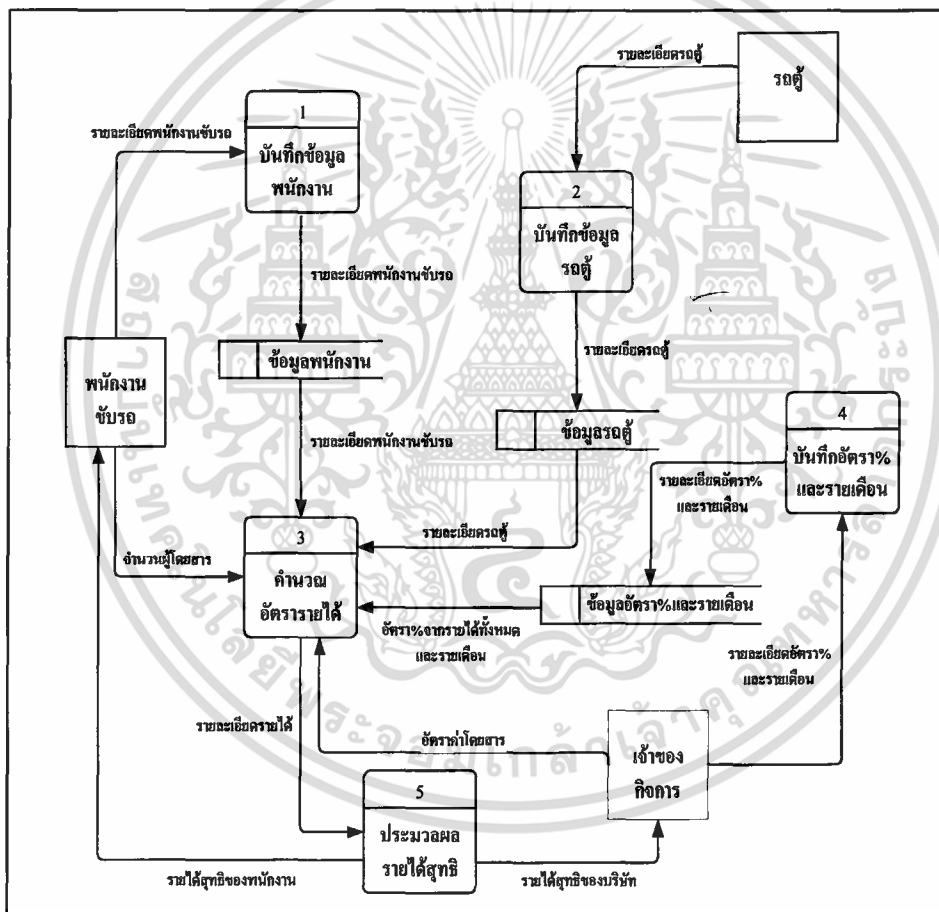 รายละเอียดรถตู้
รถตู้
1
บันทึกข้อมูล
พนักงาน
รายละเอียดพนักงานขับรถ
2
บันทึกข้อมูล
รถตู้
รายละเอียดพนักงานขับรถ
พนักงาน
ขับรถ
ข้อมูลพนักงาน
รายละเอียดรถตู้
4
บันทึกอัตรา%
และรายเดือน
ข้อมูลรถตู้
รายละเอียดพนักงานขับรถ
รายละเอียดอัตรา%
และรายเดือน
3
คำนวณ
อัตรารายได้
รายละเอียดรถตู้
จำนวนผู้โดยสาร
ข้อมูลอัตรา%และรายเดือน
อัตรา%จากรายได้ทั้งหมด
และรายเดือน
รายละเอียดอัตรา%
และรายเดือน
รายละเอียดรายได้
อัตราค่าโดยสาร
เจ้าของ
กิจการ
5
ประมวลผล
รายได้สุทธิ
รายได้สุทธิของพนักงาน
รายได้สุทธิของบริษัท